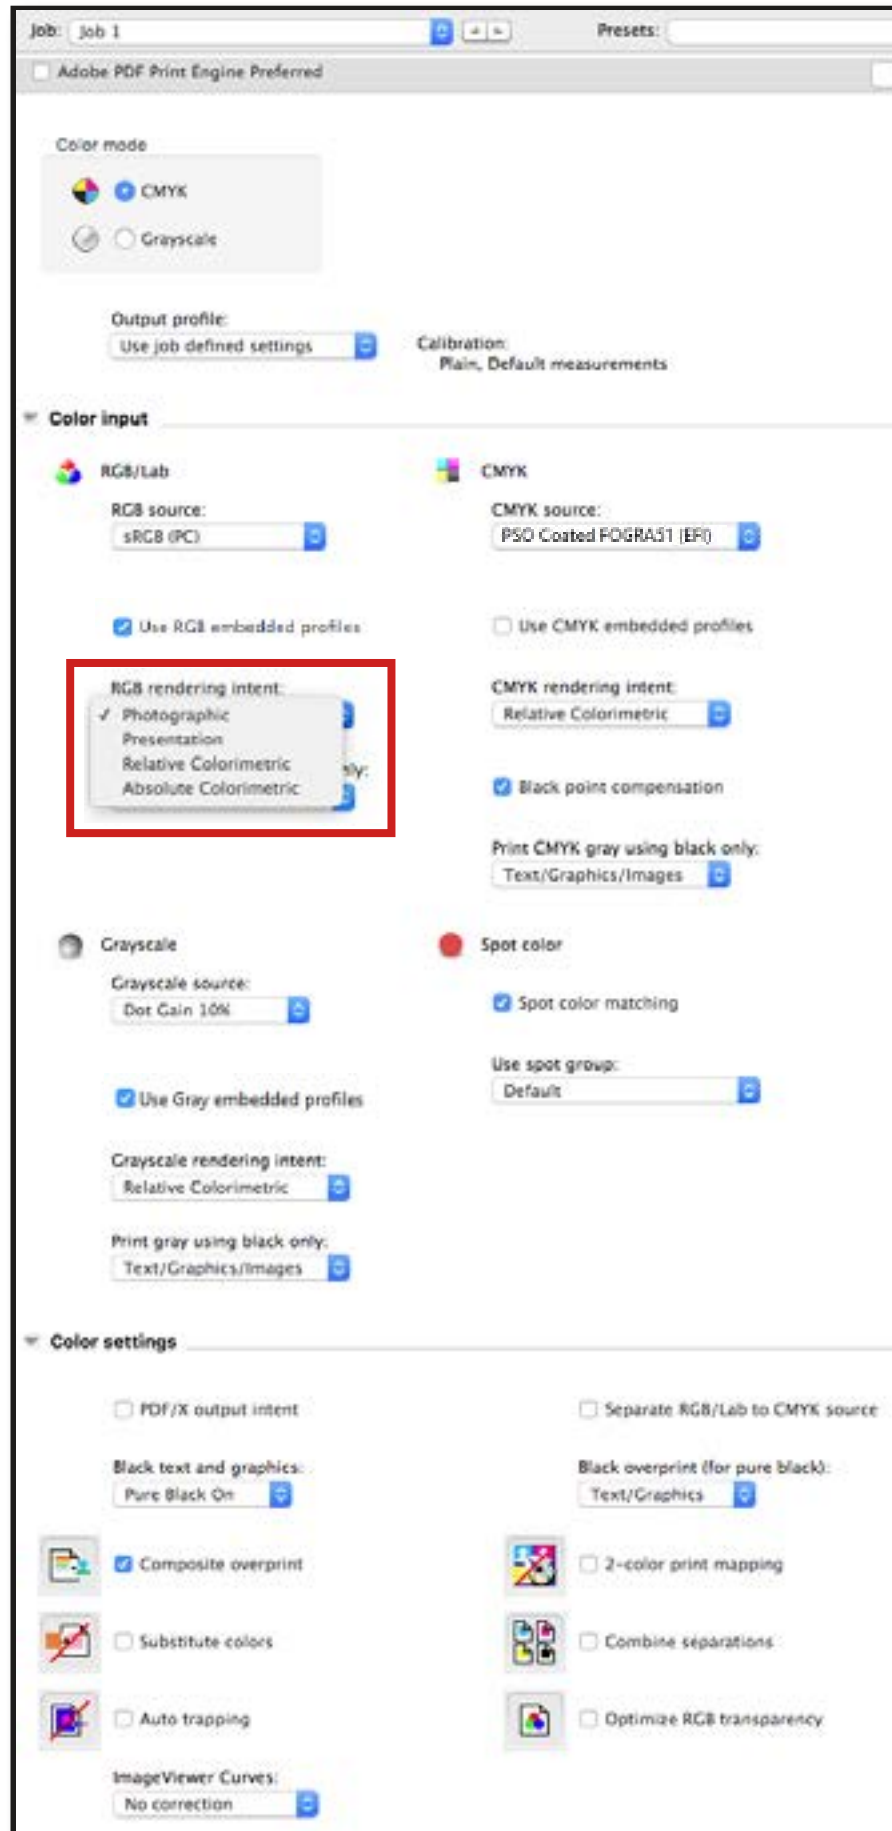 Job: Job 1 Presets:
Adobe PDF Print Engine Preferred
Color mode
CMYK
Grayscale
Output profile:
Use job defined settings
Calibration:
Plain, Default measurements
Color input
RGB/Lab
RGB source:
sRGB (PC)
Use RGB embedded profiles
RGB rendering intent:
✓ Photographic
Presentation
Relative Colorimetric
Absolute Colorimetric
CMYK
CMYK source:
PSO Coated FOGRA51 (EFI)
Use CMYK embedded profiles
CMYK rendering intent:
Relative Colorimetric
Black point compensation
Print CMYK gray using black only:
Text/Graphics/Images
Grayscale
Grayscale source:
Dot Gain 10%
Use Gray embedded profiles
Grayscale rendering intent:
Relative Colorimetric
Print gray using black only:
Text/Graphics/Images
Spot color
Spot color matching
Use spot group:
Default
Color settings
PDF/X output intent
Separate RGB/Lab to CMYK source
Black text and graphics:
Pure Black On
Black overprint (for pure black):
Text/Graphics
Composite overprint
2-color print mapping
Substitute colors
Combine separations
Auto trapping
Optimize RGB transparency
ImageViewer Curves:
No correction